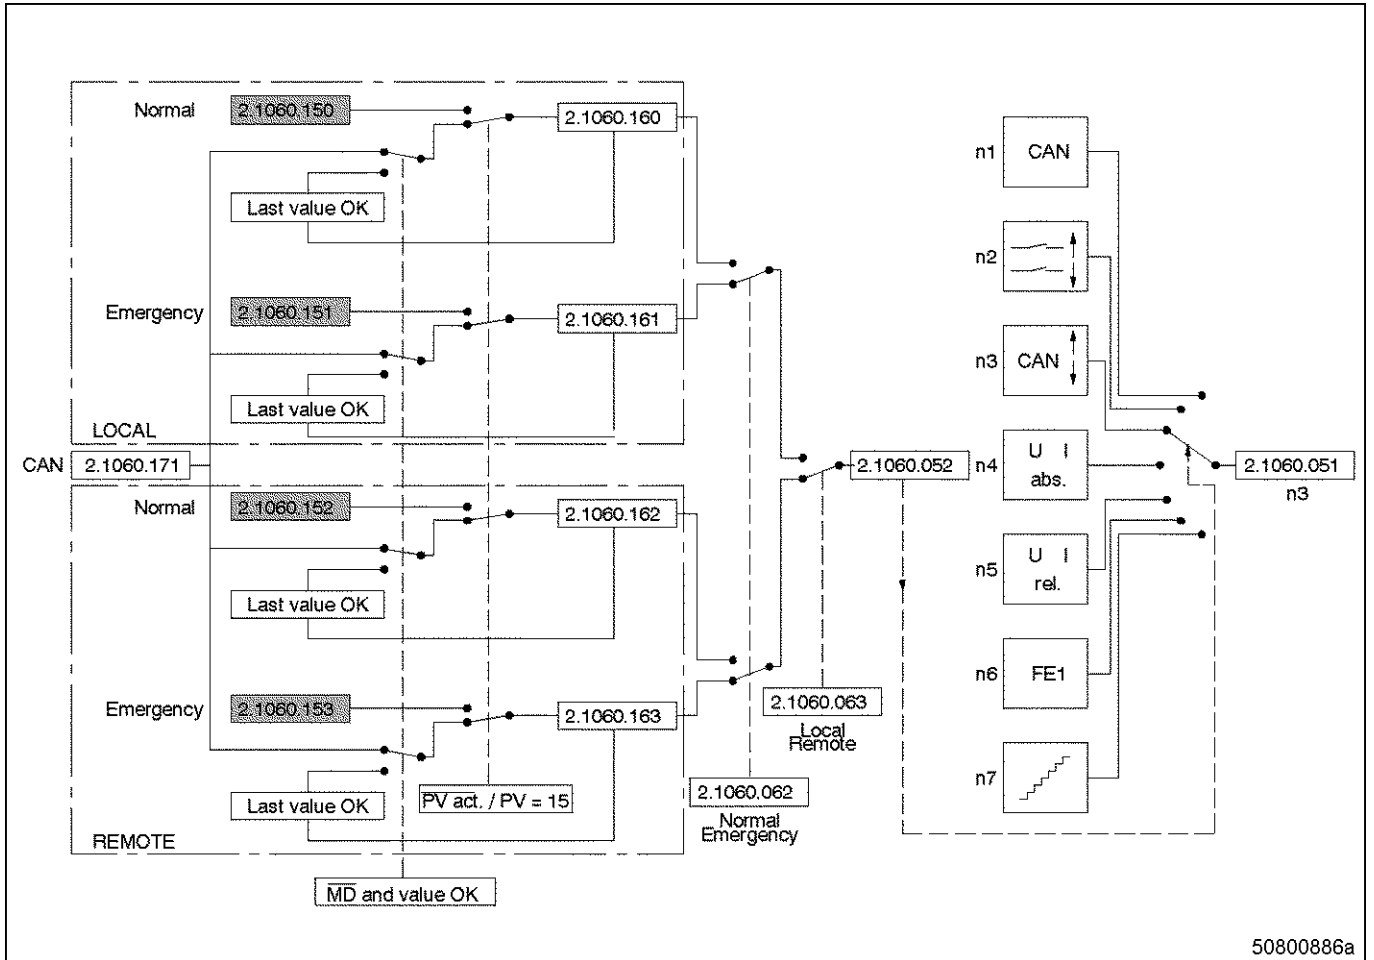 Normal
2.1060.150
2.1060.160
Last value OK
Emergency
2.1060.151
2.1060.161
Last value OK
LOCAL
CAN
2.1060.171
Normal
2.1060.152
2.1060.162
Last value OK
Emergency
2.1060.153
2.1060.163
Last value OK
REMOTE
PV act. / PV = 15
MD and value OK
2.1060.062
Normal
Emergency
2.1060.063
Local
Remote
2.1060.052
n1
CAN
n2
n3
CAN
n4
U I
abs.
n5
U I
rel.
n6
FE1
n7
2.1060.051
n3
50800886a